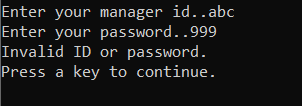 Enter your manager id..abc
Enter your password..999
Invalid ID or password.
Press a key to continue.